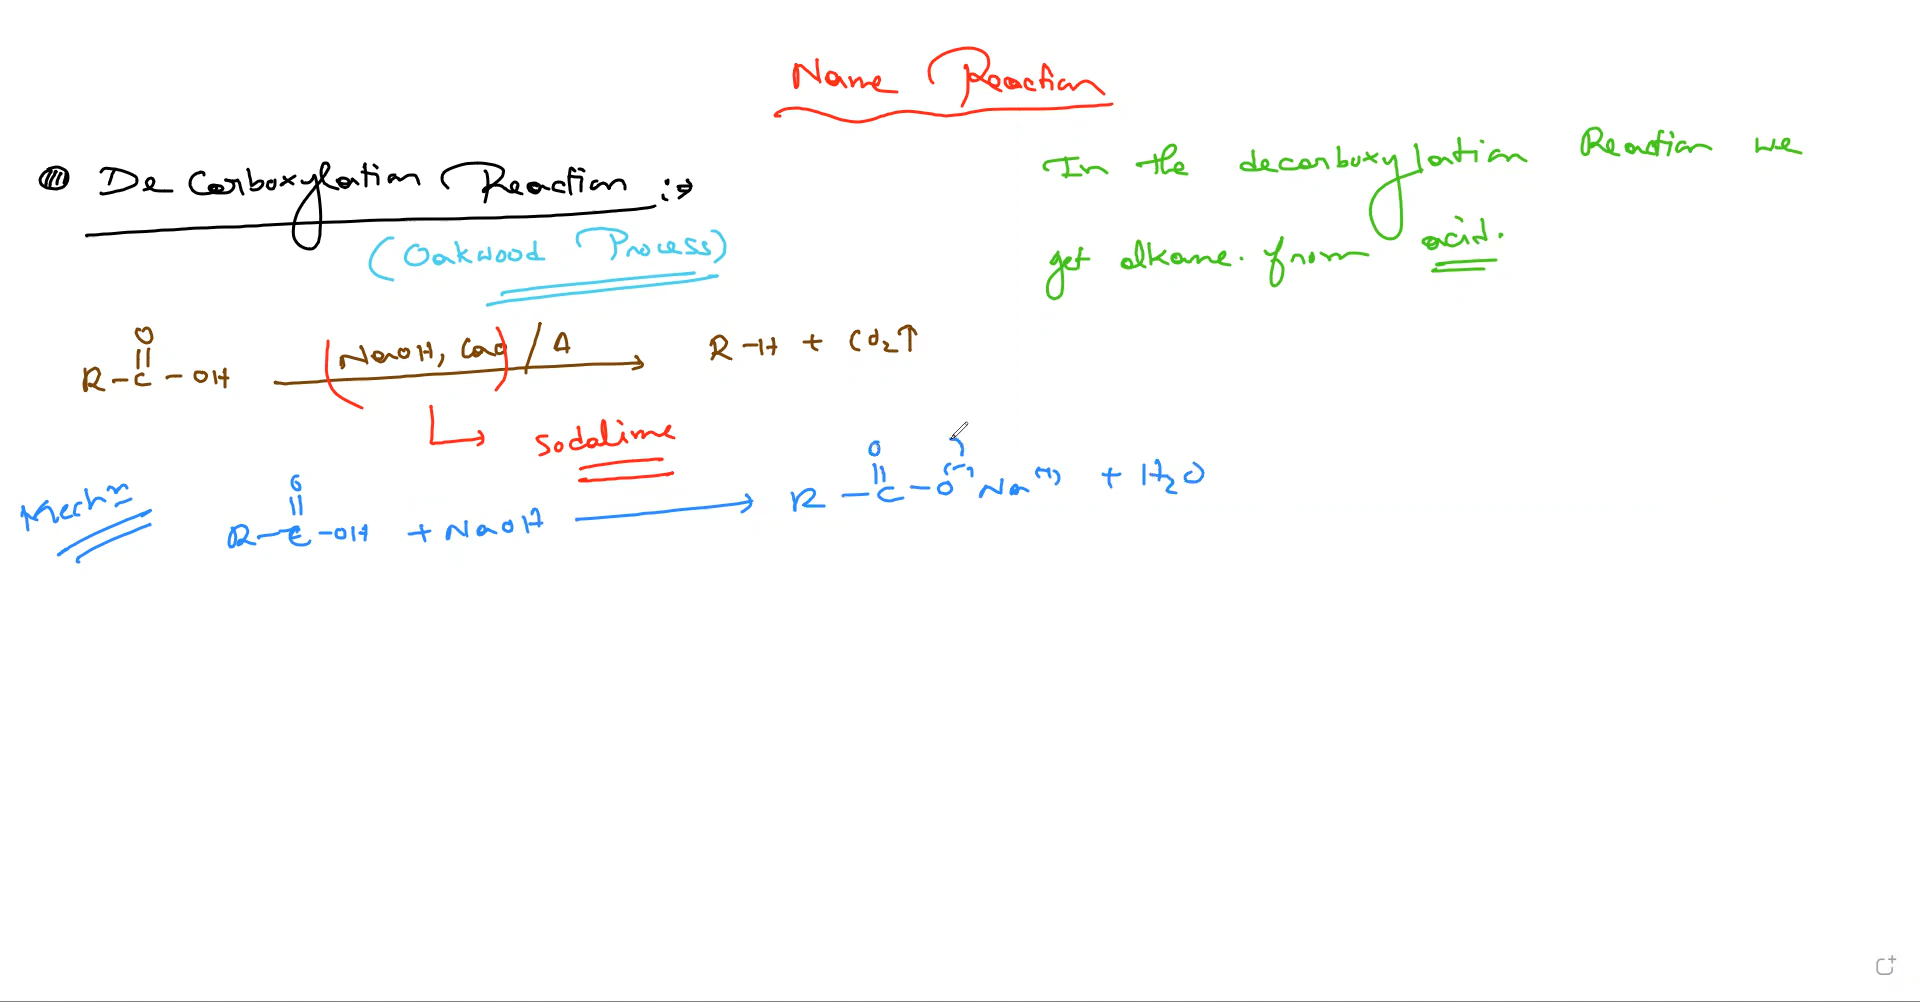 Name Reaction
De Carboxylation Reaction :→
(Oakwood Process)
In the decarboxylation Reaction we
get alkane. from acid.
O
||
R-C-OH (NaOH, CaO)/Δ → R-H + CO2↑
↳ Sodalime
Mechn
O
||
R-C-OH + NaOH →
O
||
R-C-O(-) Na(+) + H2O